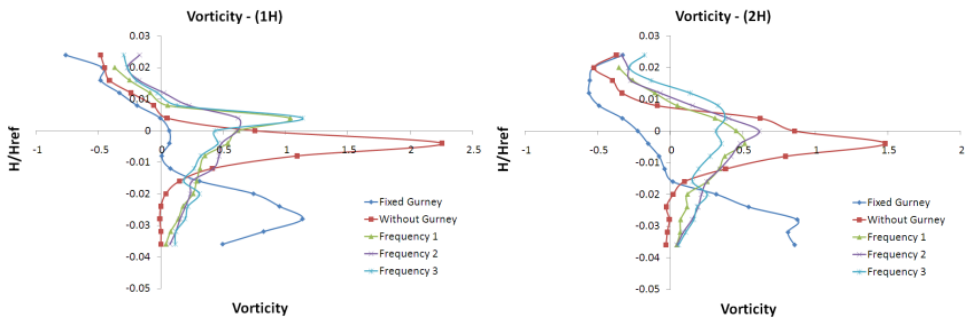 Vorticity - (1H)
0.03
0.02
0.01
0
-0.01
-0.02
-0.03
-0.04
-0.05
-1
-0.5
0
0.5
1
1.5
2
2.5
H/Href
Fixed Gurney
Without Gurney
Frequency 1
Frequency 2
Frequency 3
Vorticity
Vorticity - (2H)
0.03
0.02
0.01
0
-0.01
-0.02
-0.03
-0.04
-0.05
-1
-0.5
0
0.5
1
1.5
2
H/Href
Fixed Gurney
Without Gurney
Frequency 1
Frequency 2
Frequency 3
Vorticity